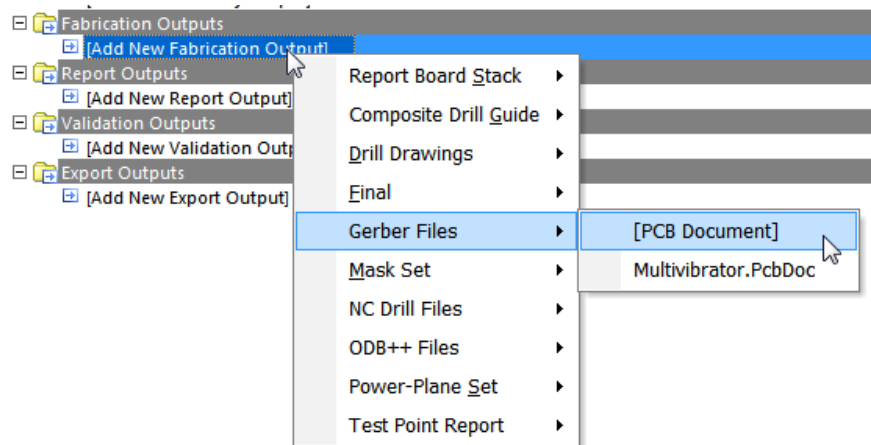 Fabrication Outputs
[Add New Fabrication Output]
Report Outputs
[Add New Report Output]
Validation Outputs
[Add New Validation Outp
Export Outputs
[Add New Export Output]
Report Board Stack
Composite Drill Guide
Drill Drawings
Final
Gerber Files
Mask Set
NC Drill Files
ODB++ Files
Power-Plane Set
Test Point Report
[PCB Document]
Multivibrator.PcbDoc